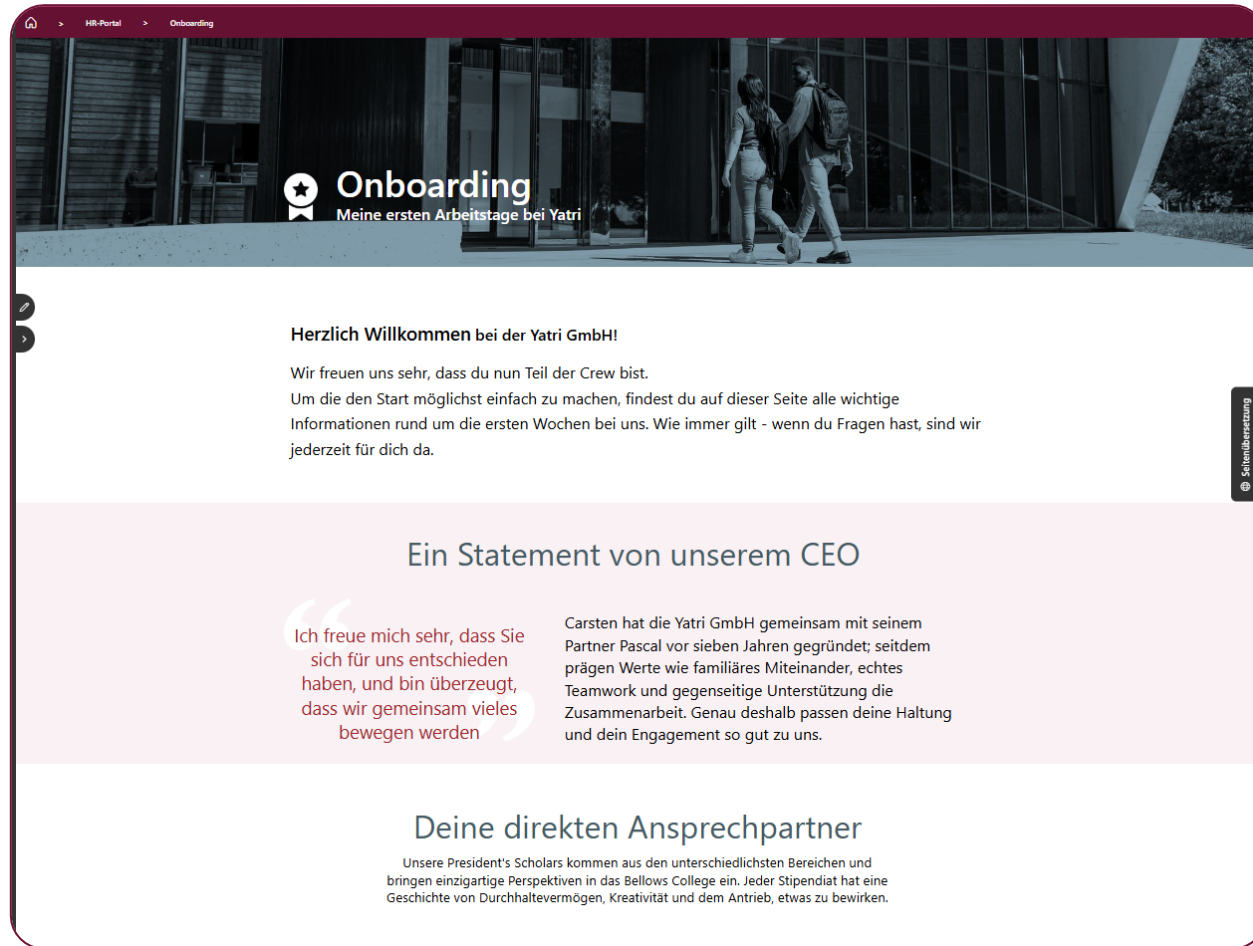 > HR-Portal > Onboarding
Onboarding
Meine ersten Arbeitstage bei Yatri
Herzlich Willkommen bei der Yatri GmbH!
Wir freuen uns sehr, dass du nun Teil der Crew bist.
Um die den Start möglichst einfach zu machen, findest du auf dieser Seite alle wichtige
Informationen rund um die ersten Wochen bei uns. Wie immer gilt - wenn du Fragen hast, sind wir
jederzeit für dich da.
Seitenübersetzung
Ein Statement von unserem CEO
“
Ich freue mich sehr, dass Sie
sich für uns entschieden
haben, und bin überzeugt,
dass wir gemeinsam vieles
bewegen werden
”
Carsten hat die Yatri GmbH gemeinsam mit seinem
Partner Pascal vor sieben Jahren gegründet; seitdem
prägen Werte wie familiäres Miteinander, echtes
Teamwork und gegenseitige Unterstützung die
Zusammenarbeit. Genau deshalb passen deine Haltung
und dein Engagement so gut zu uns.
Deine direkten Ansprechpartner
Unsere President's Scholars kommen aus den unterschiedlichsten Bereichen und
bringen einzigartige Perspektiven in das Bellows College ein. Jeder Stipendiat hat eine
Geschichte von Durchhaltevermögen, Kreativität und dem Antrieb, etwas zu bewirken.